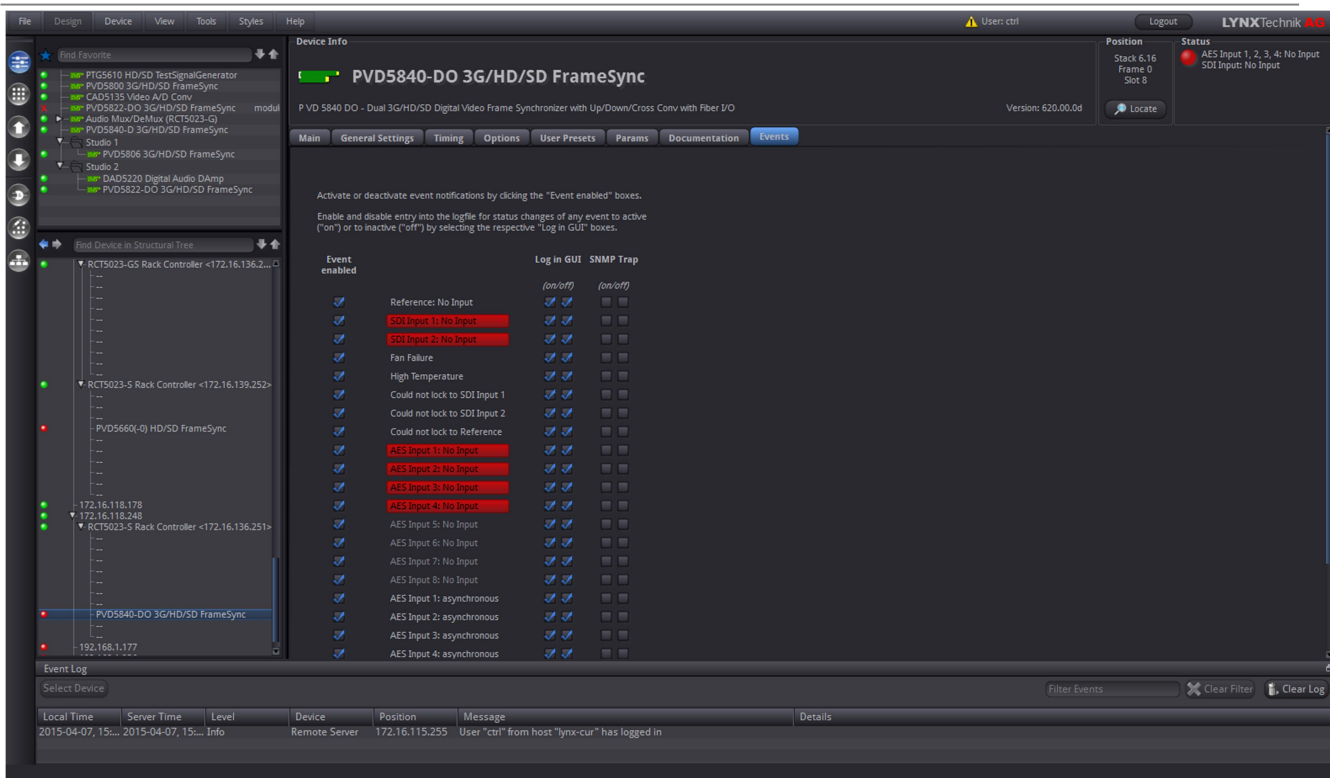 File Design Device View Tools Styles Help User: ctrl Logout LYNXTechnik AG
Find Favorite
PTG5610 HD/SD TestSignalGenerator
PVD5800 3G/HD/SD FrameSync
CAD5135 Video A/D Conv
PVD5822-DO 3G/HD/SD FrameSync modul
Audio Mux/DeMux (RCT5023-G)
PVD5840-D 3G/HD/SD FrameSync
Studio 1
PVD5806 3G/HD/SD FrameSync
Studio 2
DAD5220 Digital Audio DAmp
PVD5822-DO 3G/HD/SD FrameSync
Find Device in Structural Tree
RCT5023-GS Rack Controller <172.16.136.2...
--
--
--
--
--
--
--
--
--
--
RCT5023-S Rack Controller <172.16.139.252>
--
--
--
PVD5660(-0) HD/SD FrameSync
--
--
--
--
--
--
172.16.118.178
172.16.118.248
RCT5023-S Rack Controller <172.16.136.251>
--
--
--
--
--
--
--
PVD5840-DO 3G/HD/SD FrameSync
--
--
192.168.1.177
Device Info
PVD5840-DO 3G/HD/SD FrameSync
P VD 5840 DO - Dual 3G/HD/SD Digital Video Frame Synchronizer with Up/Down/Cross Conv with Fiber I/O Version: 620.00.0d
Position
Stack 6.16
Frame 0
Slot 8
Locate
Status
AES Input 1, 2, 3, 4: No Input
SDI Input: No Input
Main General Settings Timing Options User Presets Params Documentation Events
Activate or deactivate event notifications by clicking the "Event enabled" boxes.
Enable and disable entry into the logfile for status changes of any event to active
("on") or to inactive ("off") by selecting the respective "Log in GUI" boxes.
Event Log in GUI SNMP Trap
enabled
(on/off) (on/off)
Reference: No Input
SDI Input 1: No Input
SDI Input 2: No Input
Fan Failure
High Temperature
Could not lock to SDI Input 1
Could not lock to SDI Input 2
Could not lock to Reference
AES Input 1: No Input
AES Input 2: No Input
AES Input 3: No Input
AES Input 4: No Input
AES Input 5: No Input
AES Input 6: No Input
AES Input 7: No Input
AES Input 8: No Input
AES Input 1: asynchronous
AES Input 2: asynchronous
AES Input 3: asynchronous
AES Input 4: asynchronous
Event Log
Select Device Filter Events Clear Filter Clear Log
Local Time Server Time Level Device Position Message Details
2015-04-07, 15:... 2015-04-07, 15:... Info Remote Server 172.16.115.255 User "ctrl" from host "lynx-cur" has logged in